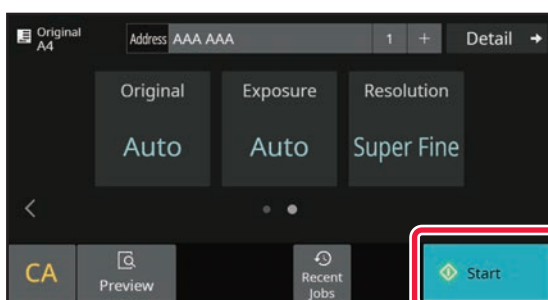 Original
A4
Address AAA AAA 1 + Detail
Original Exposure Resolution
Auto Auto Super Fine
CA Preview Recent Jobs Start